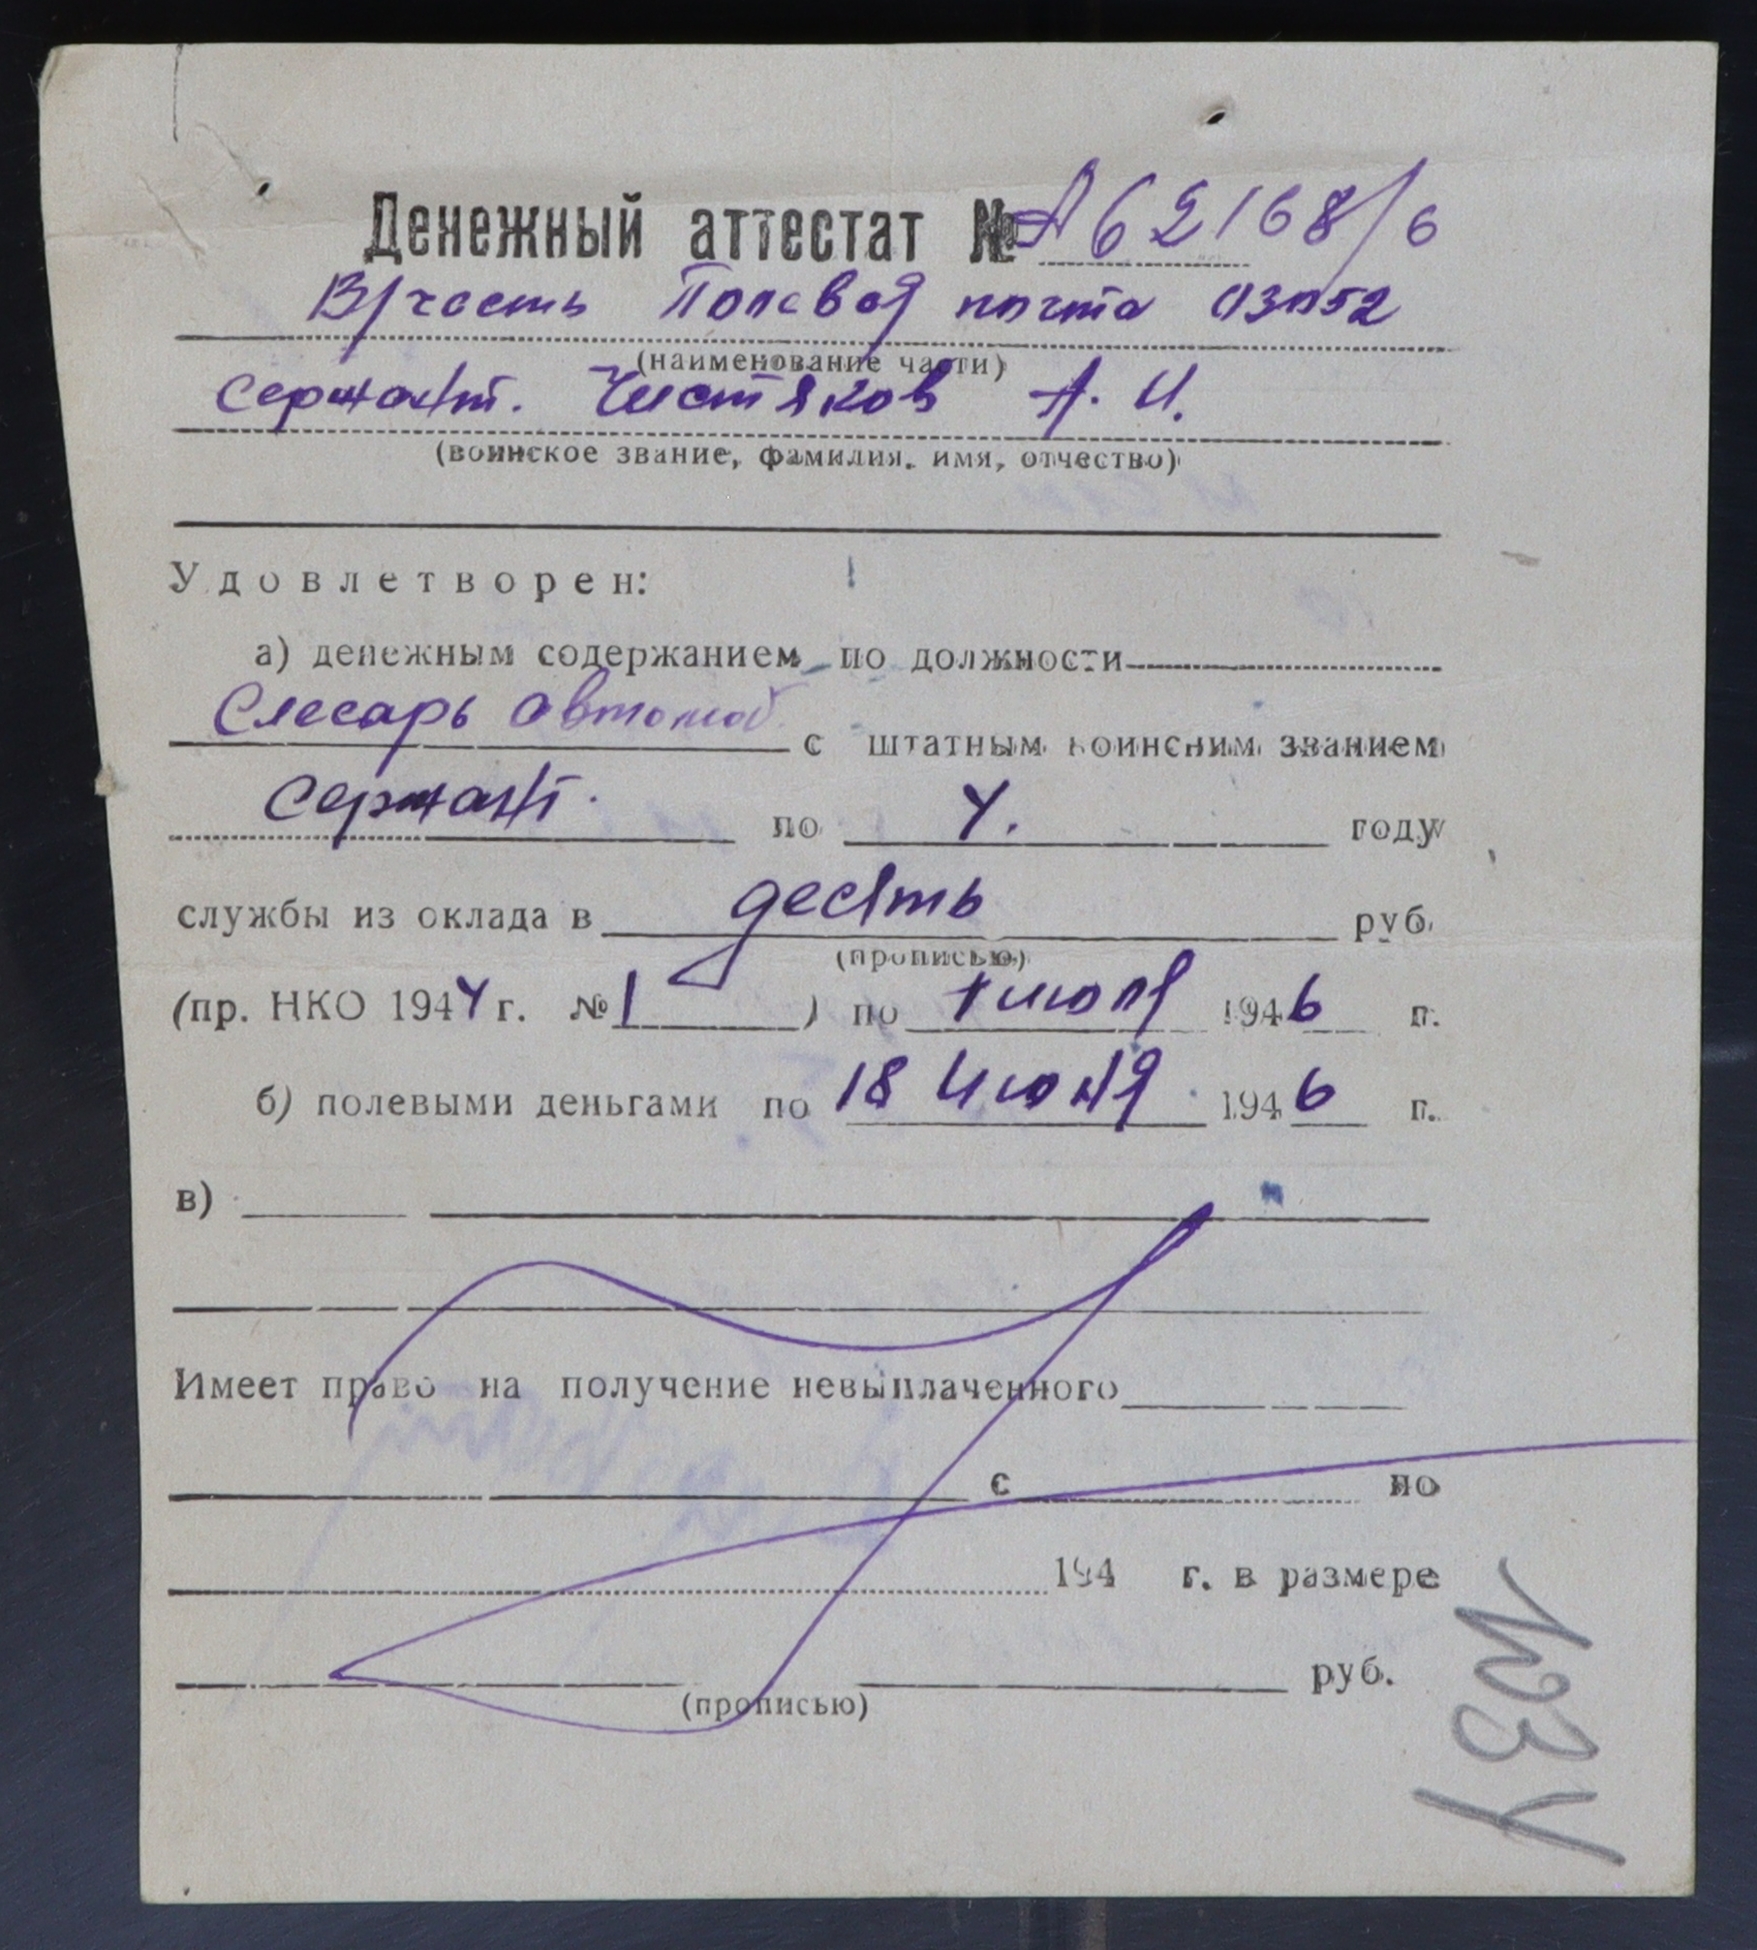 Денежный аттестат № А 62168/6
В/часть Полевая почта 03052
(наименование части)
Сержант. Чистяков А. И.
(воинское звание, фамилия, имя, отчество)
Удовлетворен:
а) денежным содержанием по должности
Слесарь автомоб с штатным воинским званием
Сержант. по 4. году
службы из оклада в десять руб.
(прописью)
(пр. НКО 1944 г. № 1 ) по 1 июля 1946 г.
б) полевыми деньгами по 18 Июня 1946 г.
в)
Имеет право на получение невыплаченного
с по
194 г. в размере
руб.
(прописью)